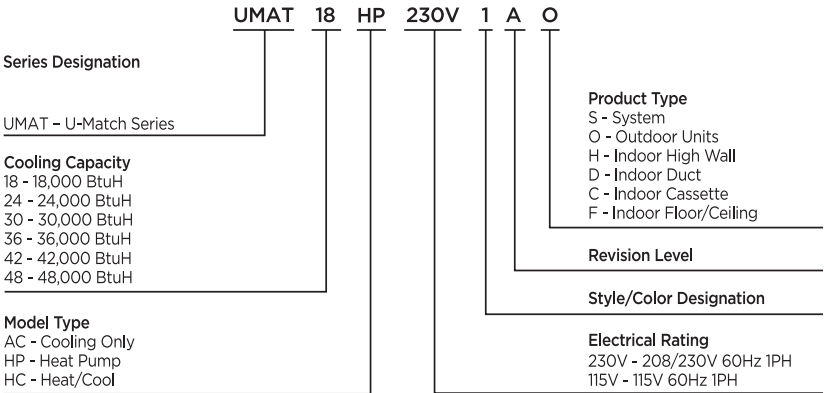 UMAT 18 HP 230V 1 A O
Series Designation
UMAT – U-Match Series
Cooling Capacity
18 - 18,000 BtuH
24 - 24,000 BtuH
30 - 30,000 BtuH
36 - 36,000 BtuH
42 - 42,000 BtuH
48 - 48,000 BtuH
Model Type
AC - Cooling Only
HP - Heat Pump
HC - Heat/Cool
Product Type
S - System
O - Outdoor Units
H - Indoor High Wall
D - Indoor Duct
C - Indoor Cassette
F - Indoor Floor/Ceiling
Revision Level
Style/Color Designation
Electrical Rating
230V - 208/230V 60Hz 1PH
115V - 115V 60Hz 1PH